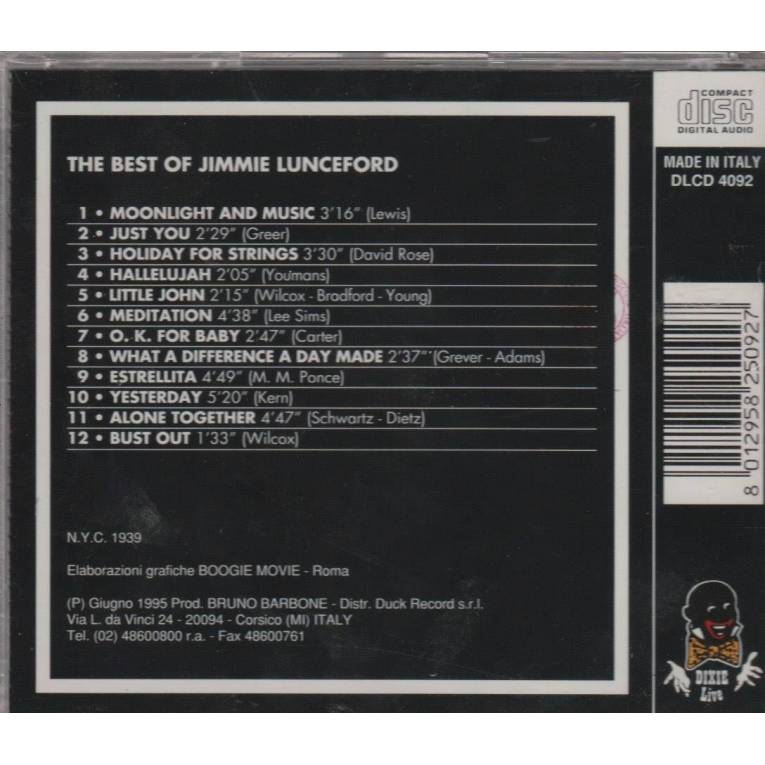 THE BEST OF JIMMIE LUNCEFORD
1 • MOONLIGHT AND MUSIC 3'16" (Lewis)
2 • JUST YOU 2'29" (Greer)
3 • HOLIDAY FOR STRINGS 3'30" (David Rose)
4 • HALLELUJAH 2'05" (Youmans)
5 • LITTLE JOHN 2'15" (Wilcox - Bradford - Young)
6 • MEDITATION 4'38" (Lee Sims)
7 • O. K. FOR BABY 2'47" (Carter)
8 • WHAT A DIFFERENCE A DAY MADE 2'37" (Grever - Adams)
9 • ESTRELLITA 4'49" (M. M. Ponce)
10 • YESTERDAY 5'20" (Kern)
11 • ALONE TOGETHER 4'47" (Schwartz - Dietz)
12 • BUST OUT 1'33" (Wilcox)
N.Y.C. 1939
Elaborazioni grafiche BOOGIE MOVIE - Roma
(P) Giugno 1995 Prod. BRUNO BARBONE - Distr. Duck Record s.r.l.
Via L. da Vinci 24 - 20094 - Corsico (MI) ITALY
Tel. (02) 48600800 r.a. - Fax 48600761
COMPACT
disc
DIGITAL AUDIO
MADE IN ITALY
DLCD 4092
8 012958 250927
DIXIE
Live